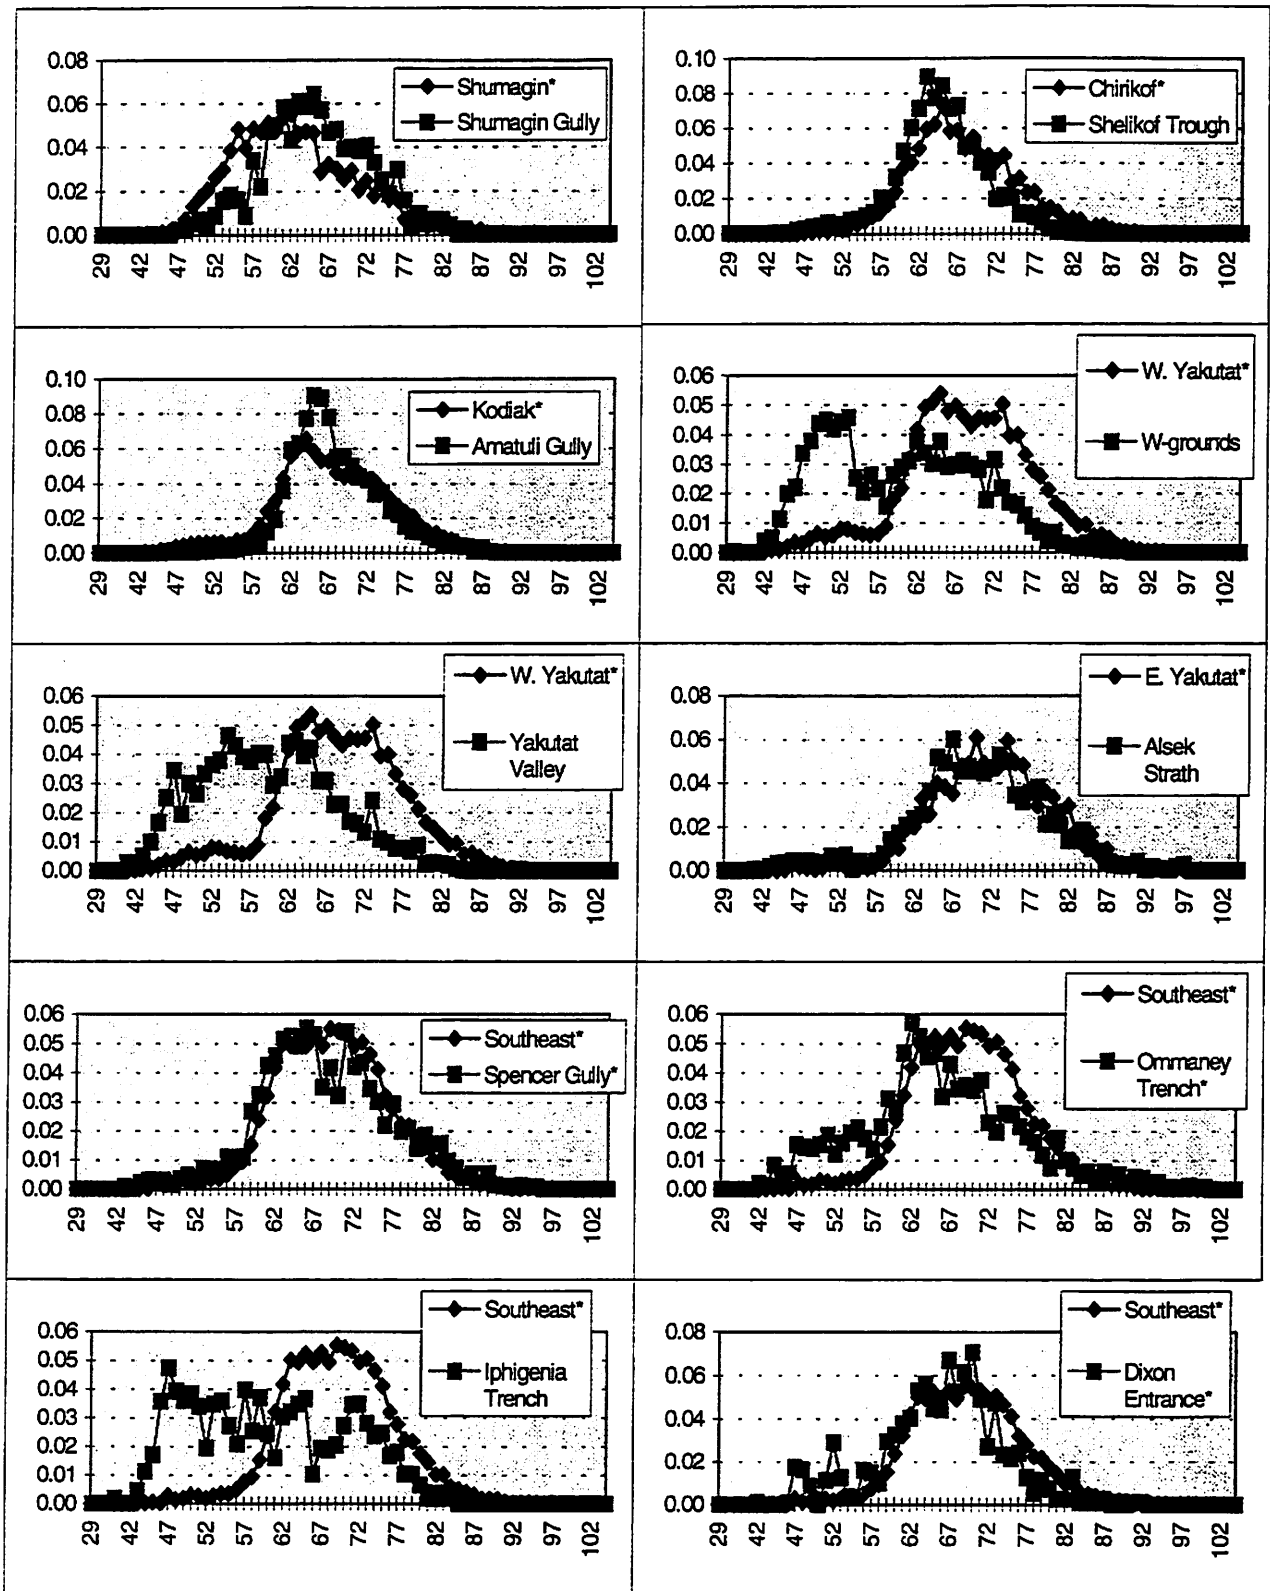 0.08
0.06
0.04
0.02
0.00
Shumagin*
Shumagin Gully
29 42 47 52 57 62 67 72 77 82 87 92 97 102
0.10
0.08
0.06
0.04
0.02
0.00
Chirikof*
Shelikof Trough
29 42 47 52 57 62 67 72 77 82 87 92 97 102
0.10
0.08
0.06
0.04
0.02
0.00
Kodiak*
Amatuli Gully
29 42 47 52 57 62 67 72 77 82 87 92 97 102
0.06
0.05
0.04
0.03
0.02
0.01
0.00
W. Yakutat*
W-grounds
29 42 47 52 57 62 67 72 77 82 87 92 97 102
0.06
0.05
0.04
0.03
0.02
0.01
0.00
W. Yakutat*
Yakutat
Valley
29 42 47 52 57 62 67 72 77 82 87 92 97 102
0.08
0.06
0.04
0.02
0.00
E. Yakutat*
Alsek
Strath
29 42 47 52 57 62 67 72 77 82 87 92 97 102
0.06
0.05
0.04
0.03
0.02
0.01
0.00
Southeast*
Spencer Gully*
29 42 47 52 57 62 67 72 77 82 87 92 97 102
0.06
0.05
0.04
0.03
0.02
0.01
0.00
Southeast*
Ommaney
Trench*
29 42 47 52 57 62 67 72 77 82 87 92 97 102
0.06
0.05
0.04
0.03
0.02
0.01
0.00
Southeast*
Iphigenia
Trench
29 42 47 52 57 62 67 72 77 82 87 92 97 102
0.08
0.06
0.04
0.02
0.00
Southeast*
Dixon
Entrance*
29 42 47 52 57 62 67 72 77 82 87 92 97 102